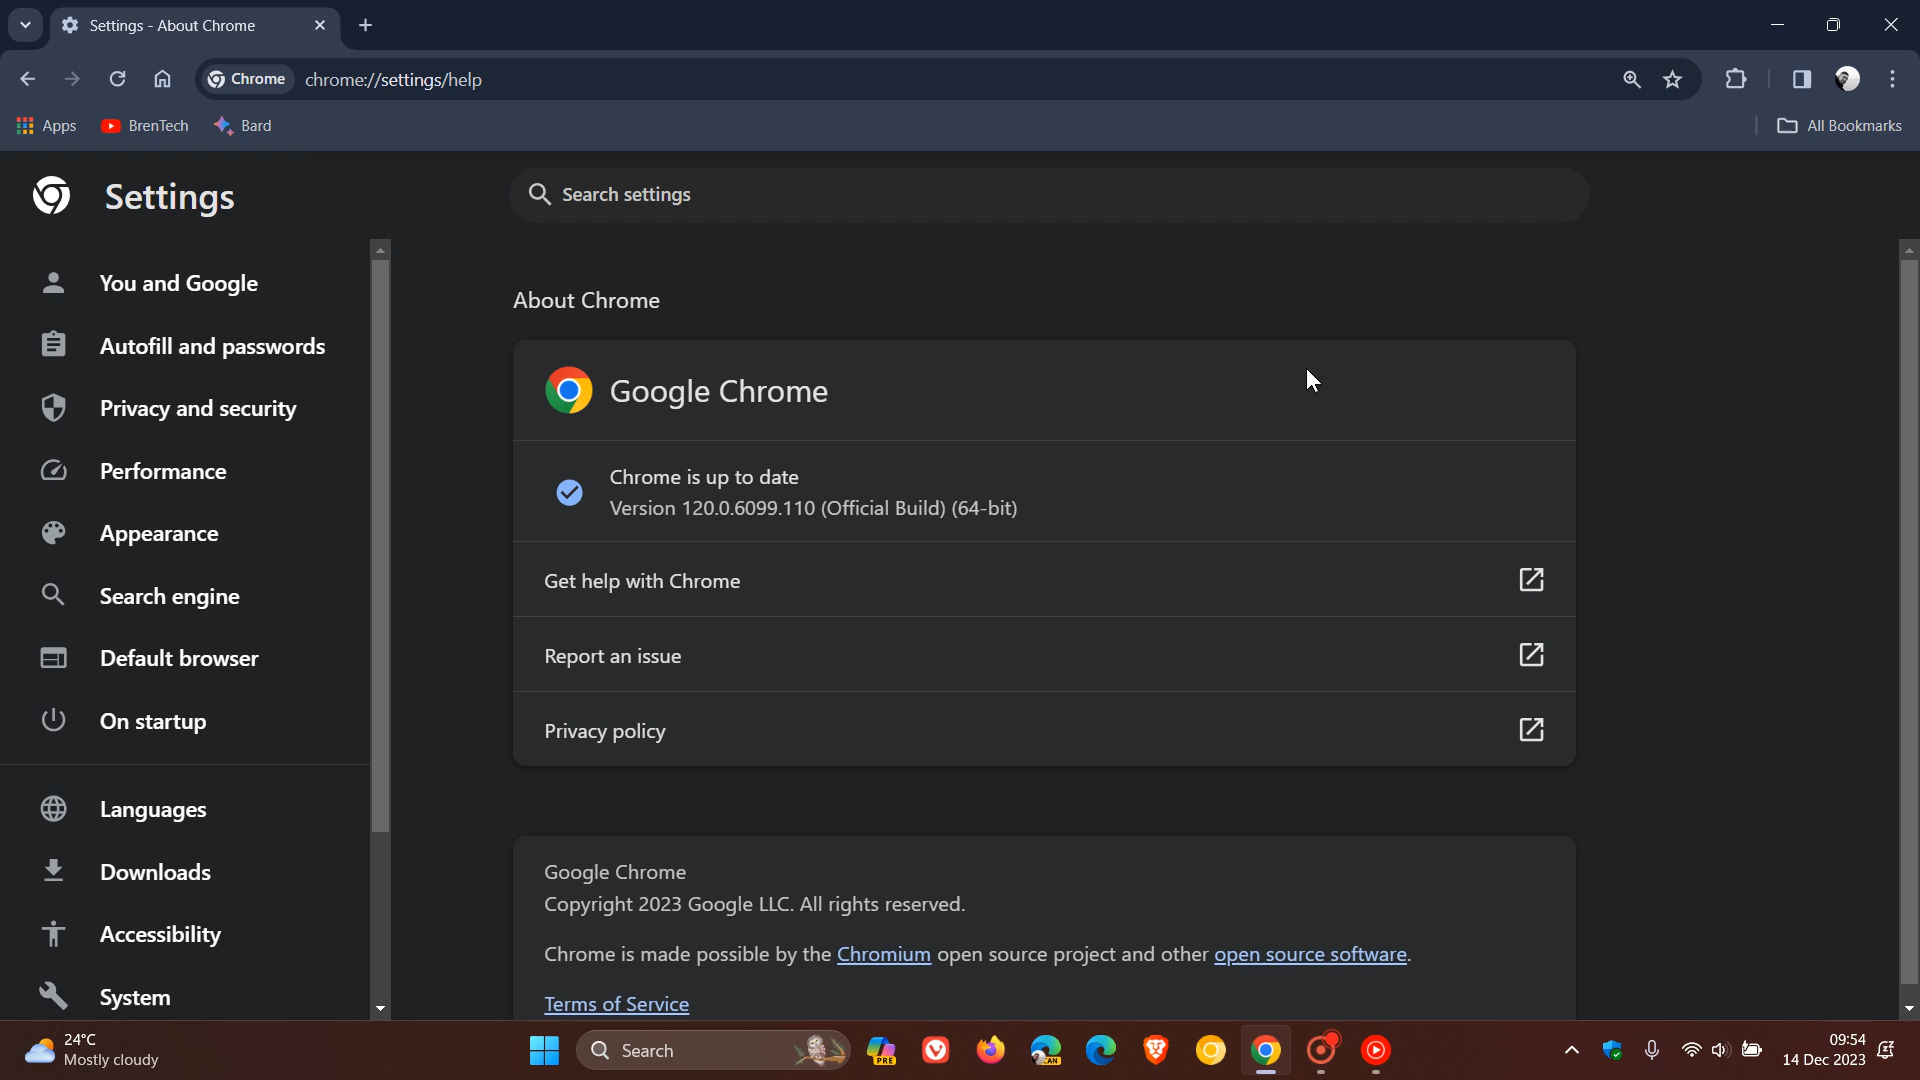 Settings - About Chrome
Chrome
chrome://settings/help
Apps
BrenTech
Bard
All Bookmarks
Settings
Search settings
You and Google
Autofill and passwords
Privacy and security
Performance
Appearance
Search engine
Default browser
On startup
Languages
Downloads
Accessibility
System
About Chrome
Google Chrome
Chrome is up to date
Version 120.0.6099.110 (Official Build) (64-bit)
Get help with Chrome
Report an issue
Privacy policy
Google Chrome
Copyright 2023 Google LLC. All rights reserved.
Chrome is made possible by the Chromium open source project and other open source software.
Terms of Service
24°C
Mostly cloudy
Search
PRE
CAN
09:54
14 Dec 2023